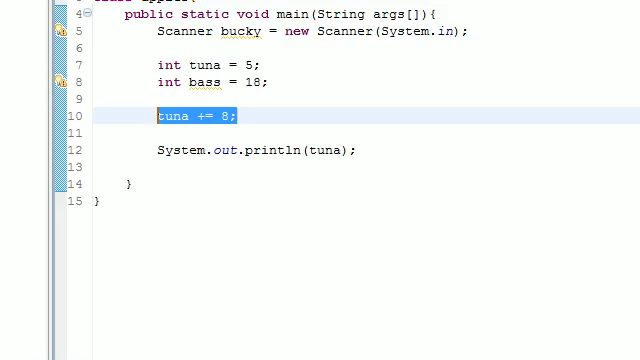 4 public static void main(String args[]){
5 Scanner bucky = new Scanner(System.in);
6
7 int tuna = 5;
8 int bass = 18;
9
10 tuna += 8;
11
12 System.out.println(tuna);
13
14 }
15 }